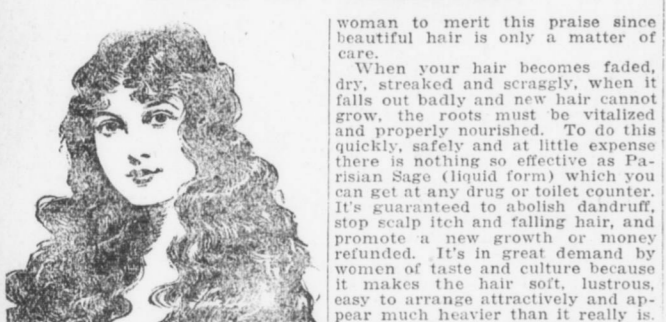 woman to merit this praise since
beautiful hair is only a matter of
care.
When your hair becomes faded,
dry, streaked and scraggly, when it
falls out badly and new hair cannot
grow, the roots must be vitalized
and properly nourished. To do this
quickly, safely and at little expense
there is nothing so effective as Pa-
risian Sage (liquid form) which you
can get at any drug or toilet counter.
It's guaranteed to abolish dandruff,
stop scalp itch and falling hair, and
promote a new growth or money
refunded. It's in great demand by
women of taste and culture because
it makes the hair soft, lustrous,
easy to arrange attractively and ap-
pear much heavier than it really is.